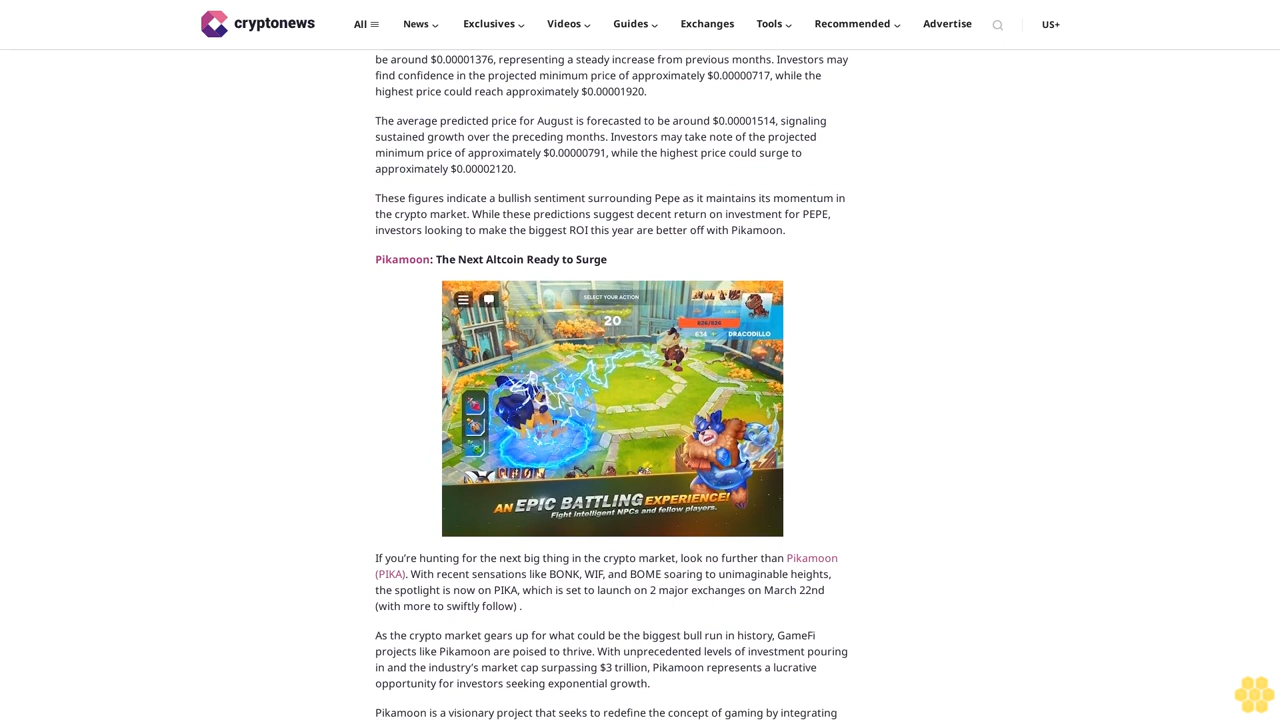 cryptonews
All News Exclusives Videos Guides Exchanges Tools Recommended Advertise US+
be around $0.00001376, representing a steady increase from previous months. Investors may
find confidence in the projected minimum price of approximately $0.00000717, while the
highest price could reach approximately $0.00001920.
The average predicted price for August is forecasted to be around $0.00001514, signaling
sustained growth over the preceding months. Investors may take note of the projected
minimum price of approximately $0.00000791, while the highest price could surge to
approximately $0.00002120.
These figures indicate a bullish sentiment surrounding Pepe as it maintains its momentum in
the crypto market. While these predictions suggest decent return on investment for PEPE,
investors looking to make the biggest ROI this year are better off with Pikamoon.
Pikamoon: The Next Altcoin Ready to Surge
SELECT YOUR ACTION
20
636/636
634
DRACODILLO
AN EPIC BATTLING EXPERIENCE!
Fight intelligent NPCs and fellow players.
If you’re hunting for the next big thing in the crypto market, look no further than Pikamoon
(PIKA). With recent sensations like BONK, WIF, and BOME soaring to unimaginable heights,
the spotlight is now on PIKA, which is set to launch on 2 major exchanges on March 22nd
(with more to swiftly follow) .
As the crypto market gears up for what could be the biggest bull run in history, GameFi
projects like Pikamoon are poised to thrive. With unprecedented levels of investment pouring
in and the industry’s market cap surpassing $3 trillion, Pikamoon represents a lucrative
opportunity for investors seeking exponential growth.
Pikamoon is a visionary project that seeks to redefine the concept of gaming by integrating